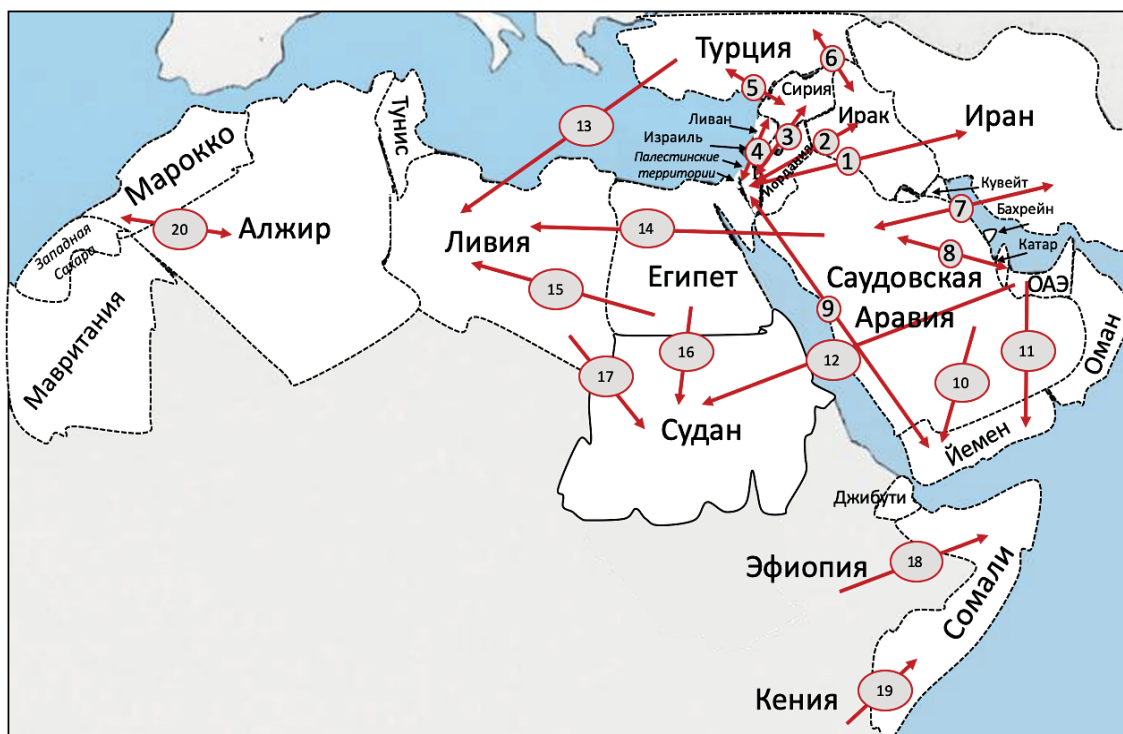 Турция
6
5
Сирия
Тунис
13
Ливан
3
2
Ирак
Иран
Израиль
4
1
Марокко
Палестинские
территории
Иордания
Кувейт
7
Бахрейн
20
Алжир
Западная
Сахара
Ливия
14
8
Катар
Египет
Саудовская
Аравия
ОАЭ
15
9
Мавритания
16
12
11
Оман
17
10
Судан
Йемен
Джибути
Эфиопия
18
Сомали
Кения
19